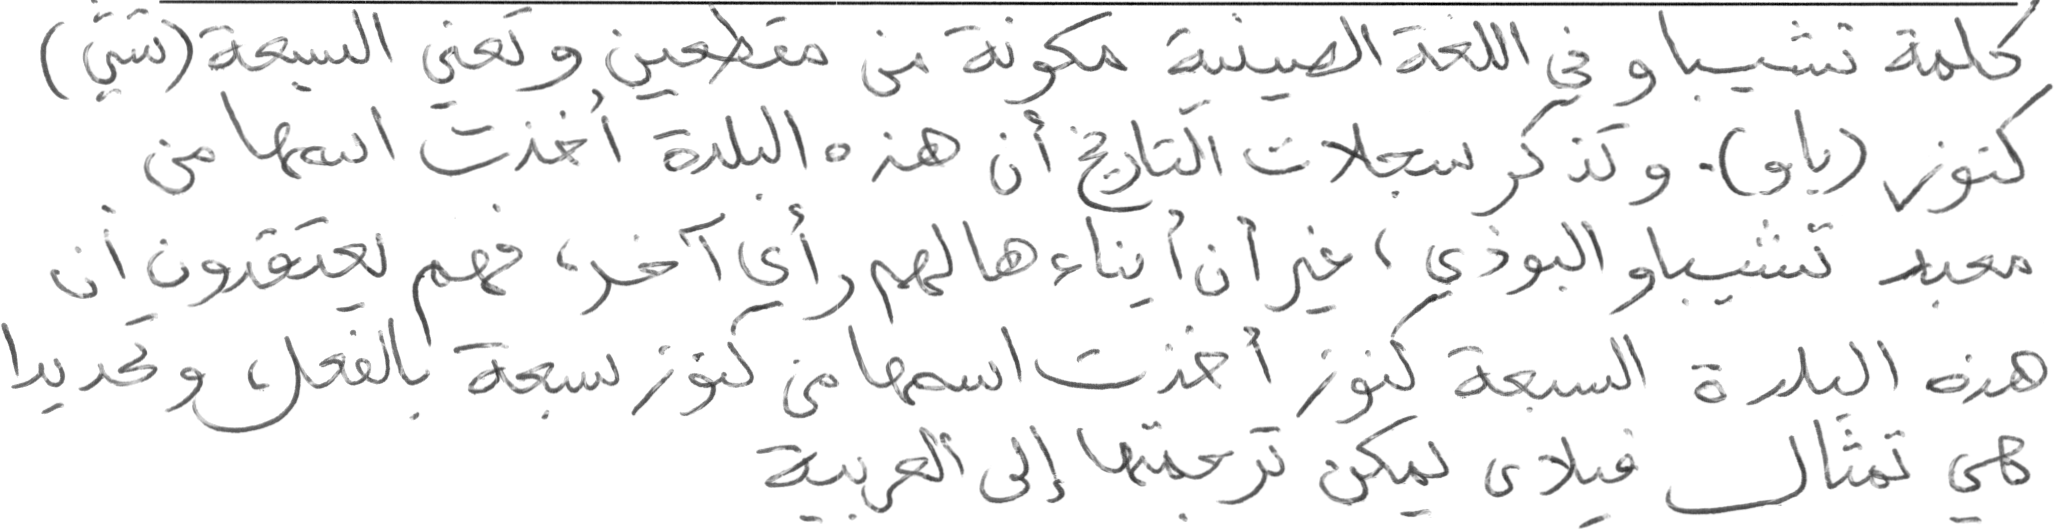 كلمة تشيباو في اللغة الصينية مكونة من مقطعين وتعني السبعة (تشي)
كنوز (باو). وتذكر سجلات التاريخ أن هذه البلدة أخذت اسمها من
معبد تشيباو البوذي، غير أن أبناءها لهم رأي آخر، فهم يعتقدون أن
هذه البلدة السبعة كنوز أخذت اسمها من كنوز سبعة بالفعل، وتحديدا
هي تمثال فيلادى يمكن ترجمتها إلى العربية